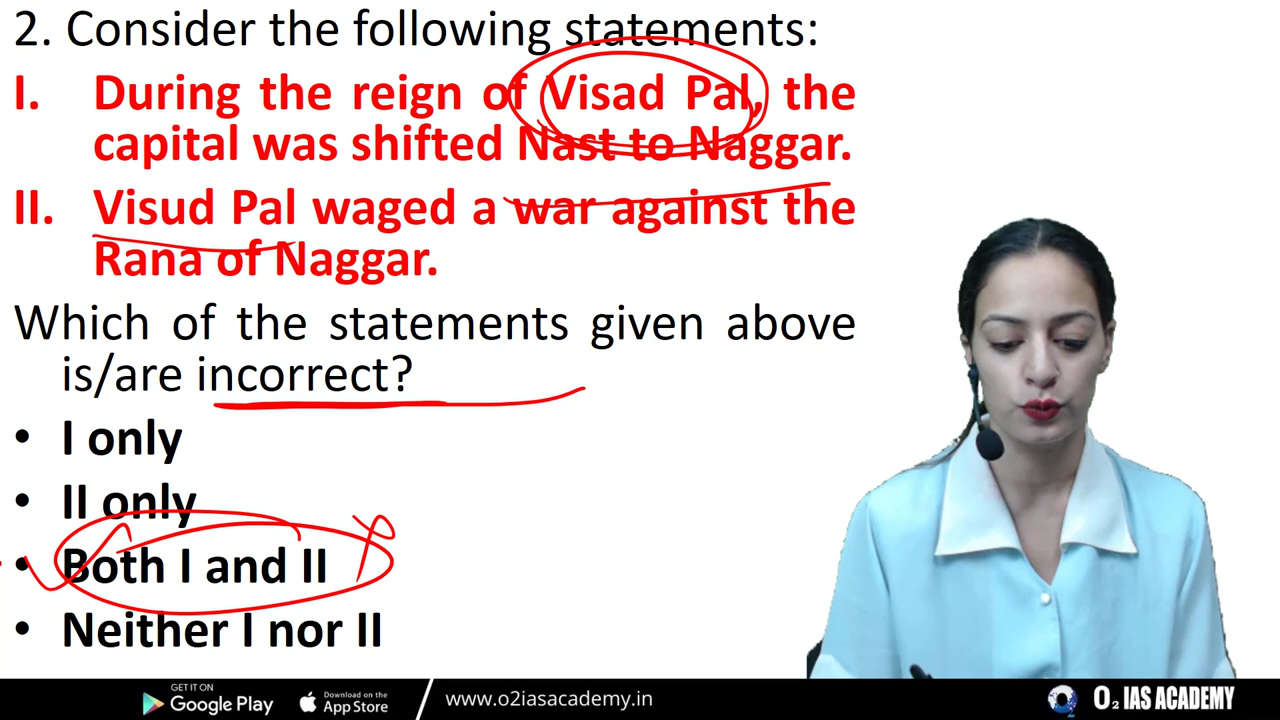 2. Consider the following statements:
I. During the reign of Visad Pal, the
capital was shifted Nast to Naggar.
II. Visud Pal waged a war against the
Rana of Naggar.
Which of the statements given above
is/are incorrect?
• I only
• II only
• Both I and II
• Neither I nor II
GET IT ON
Google Play
Download on the
App Store
www.o2iasacademy.in
O₂ IAS ACADEMY